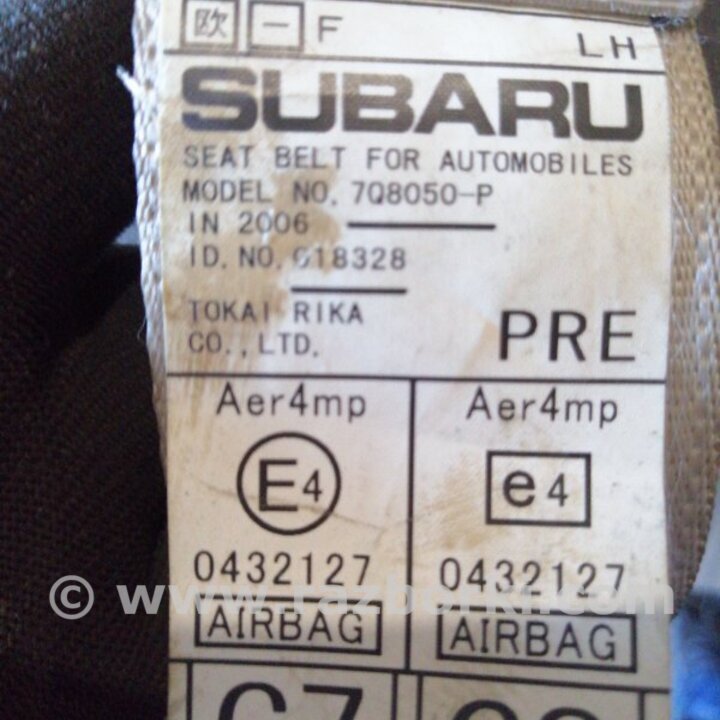 欧 一 F LH
SUBARU
SEAT BELT FOR AUTOMOBILES
MODEL NO. 7Q8050-P
IN 2006
ID. NO. 018328
TOKAI RIKA
CO., LTD.
PRE
Aer4mp Aer4mp
E4 e4
0432127 0432127
AIRBAG AIRBAG